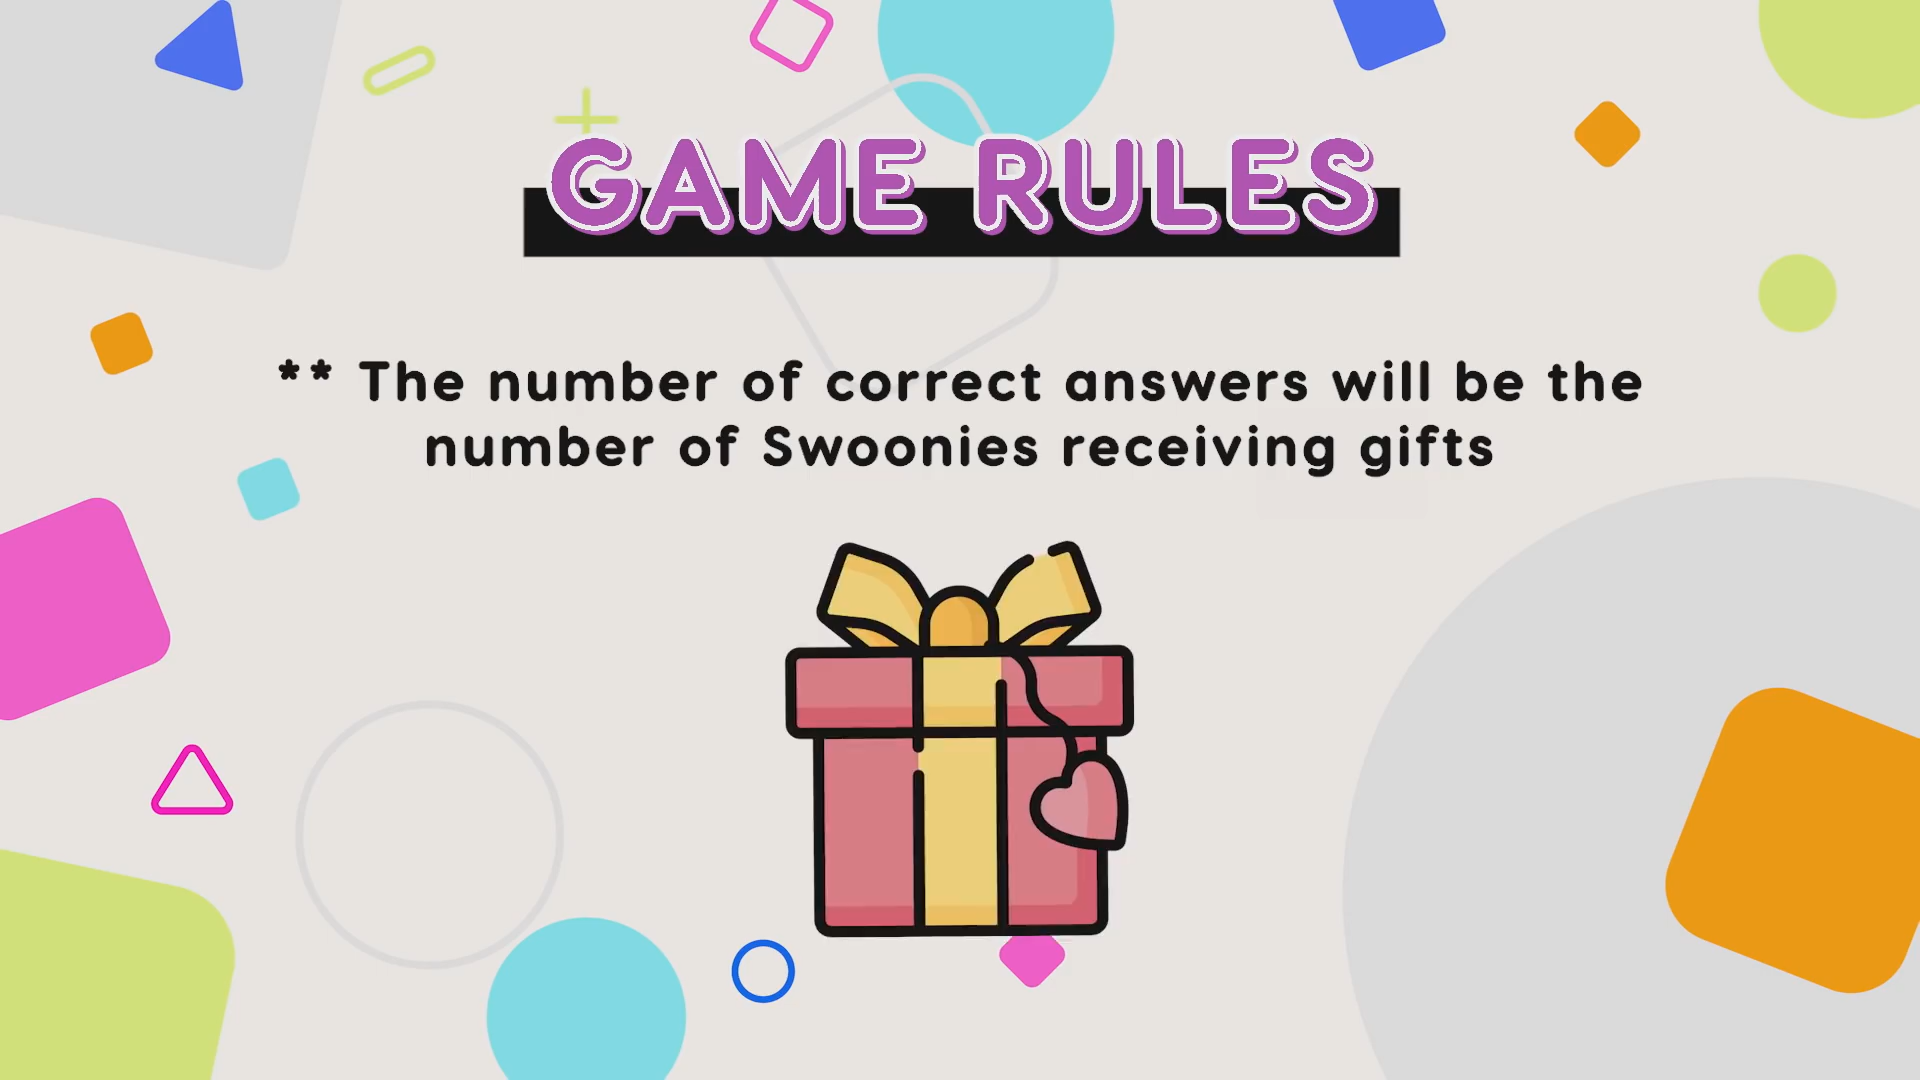 GAME RULES
** The number of correct answers will be the
number of Swoonies receiving gifts